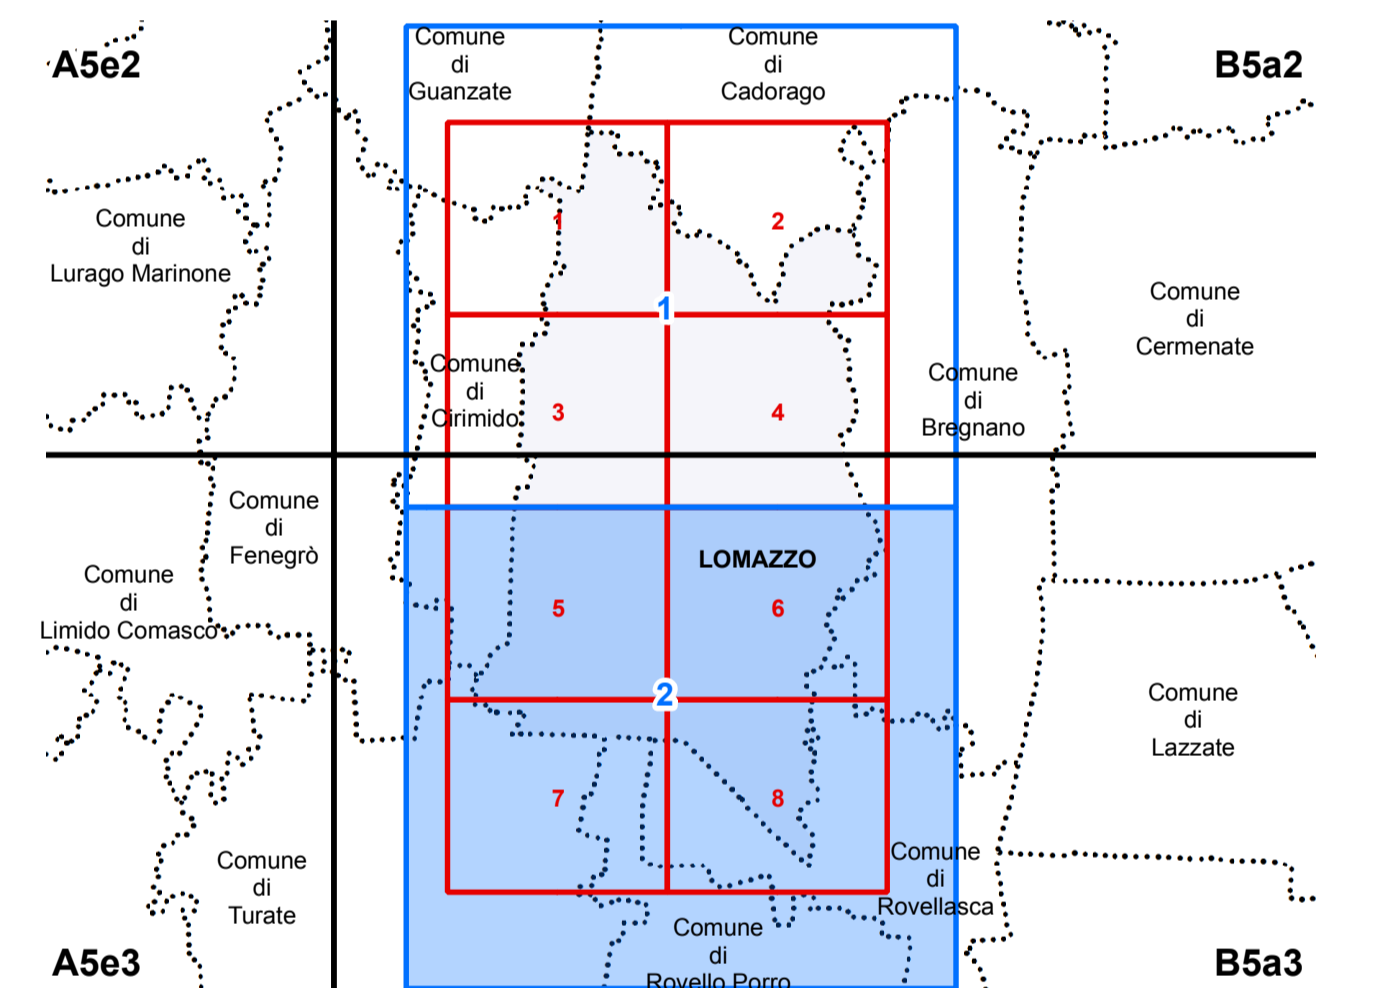 Comune
di
Guanzate
Comune
di
Cadorago
A5e2
B5a2
Comune
di
Lurago Marinone
1
2
Comune
di
Cermenate
1
Comune
di
Cirimido
3
4
Comune
di
Bregnano
Comune
di
Fenegrò
LOMAZZO
Comune
di
Limido Comasco
5
6
2
Comune
di
Lazzate
7
8
Comune
di
Turate
Comune
di
Rovellasca
Comune
di
Rovello Porro
A5e3
B5a3